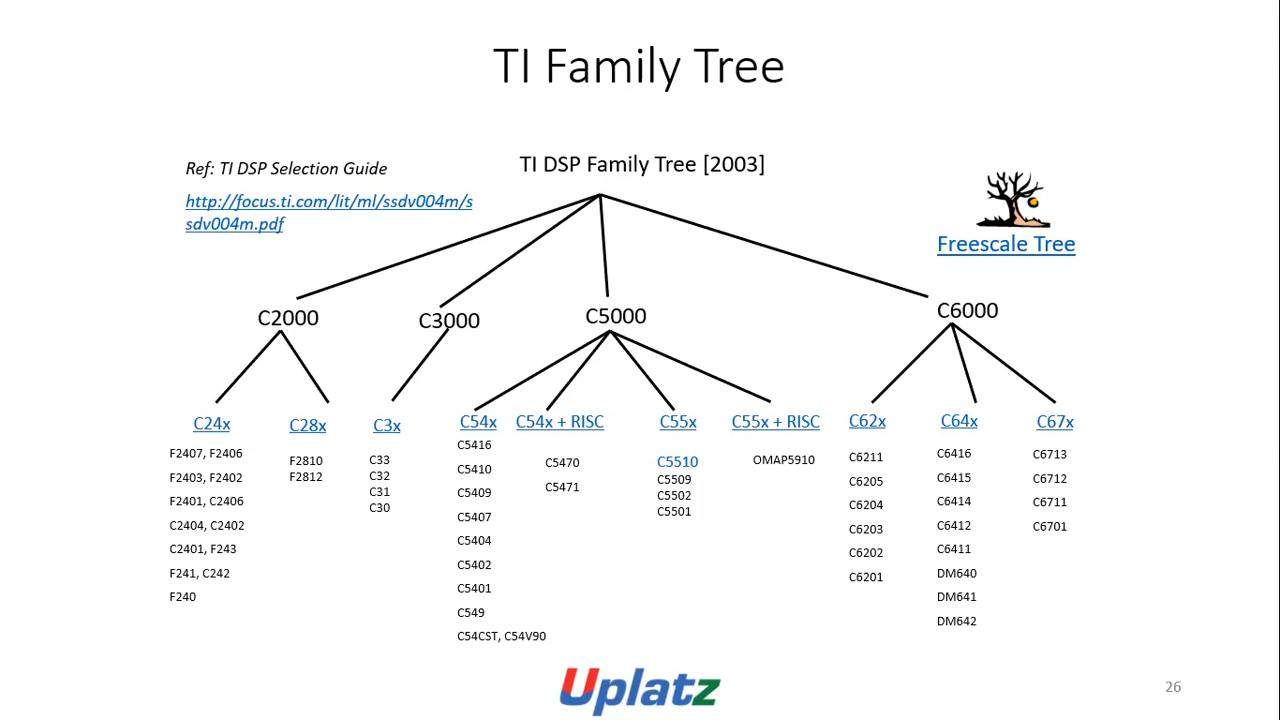 TI Family Tree
Ref: TI DSP Selection Guide
http://focus.ti.com/lit/ml/ssdv004m/s
sdv004m.pdf
TI DSP Family Tree [2003]
Freescale Tree
C2000
C3000
C5000
C6000
C24x
F2407, F2406
F2403, F2402
F2401, C2406
C2404, C2402
C2401, F243
F241, C242
F240
C28x
F2810
F2812
C3x
C33
C32
C31
C30
C54x
C5416
C5410
C5409
C5407
C5404
C5402
C5401
C549
C54CST, C54V90
C54x + RISC
C5470
C5471
C55x
C5510
C5509
C5502
C5501
C55x + RISC
OMAP5910
C62x
C6211
C6205
C6204
C6203
C6202
C6201
C64x
C6416
C6415
C6414
C6412
C6411
DM640
DM641
DM642
C67x
C6713
C6712
C6711
C6701
Uplatz
26